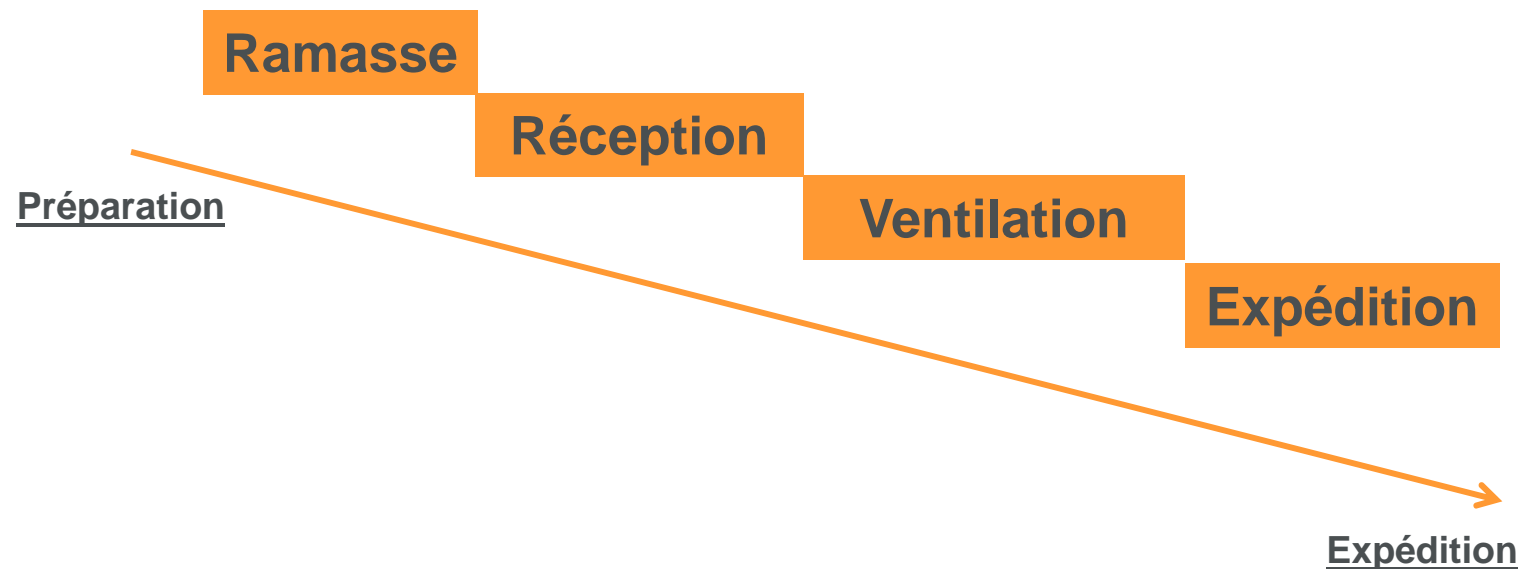 Ramasse
Réception
Préparation
Ventilation
Expédition
Expédition